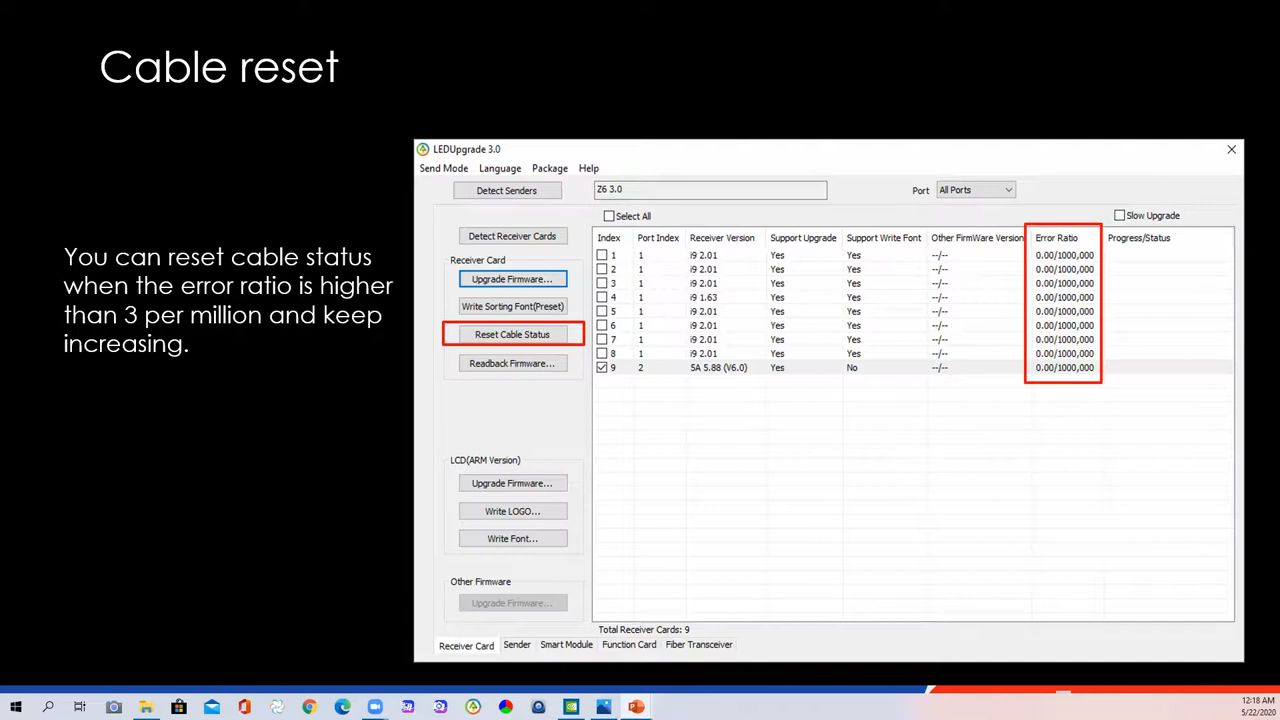 Cable reset
You can reset cable status
when the error ratio is higher
than 3 per million and keep
increasing.
LEDUpgrade 3.0
Send Mode Language Package Help
Detect Senders Z6 3.0 Port All Ports
Select All Slow Upgrade
Detect Receiver Cards
Receiver Card
Upgrade Firmware...
Write Sorting Font(Preset)
Reset Cable Status
Readback Firmware...
LCD(ARM Version)
Upgrade Firmware...
Write LOGO...
Write Font...
Other Firmware
Upgrade Firmware...
Index Port Index Receiver Version Support Upgrade Support Write Font Other FirmWare Version Error Ratio Progress/Status
1 1 i9 2.01 Yes Yes --/-- 0.00/1000,000
2 1 i9 2.01 Yes Yes --/-- 0.00/1000,000
3 1 i9 2.01 Yes Yes --/-- 0.00/1000,000
4 1 i9 1.63 Yes Yes --/-- 0.00/1000,000
5 1 i9 2.01 Yes Yes --/-- 0.00/1000,000
6 1 i9 2.01 Yes Yes --/-- 0.00/1000,000
7 1 i9 2.01 Yes Yes --/-- 0.00/1000,000
8 1 i9 2.01 Yes Yes --/-- 0.00/1000,000
9 2 5A 5.88 (V6.0) Yes No --/-- 0.00/1000,000
Total Receiver Cards: 9
Receiver Card Sender Smart Module Function Card Fiber Transceiver
12:18 AM
5/22/2020